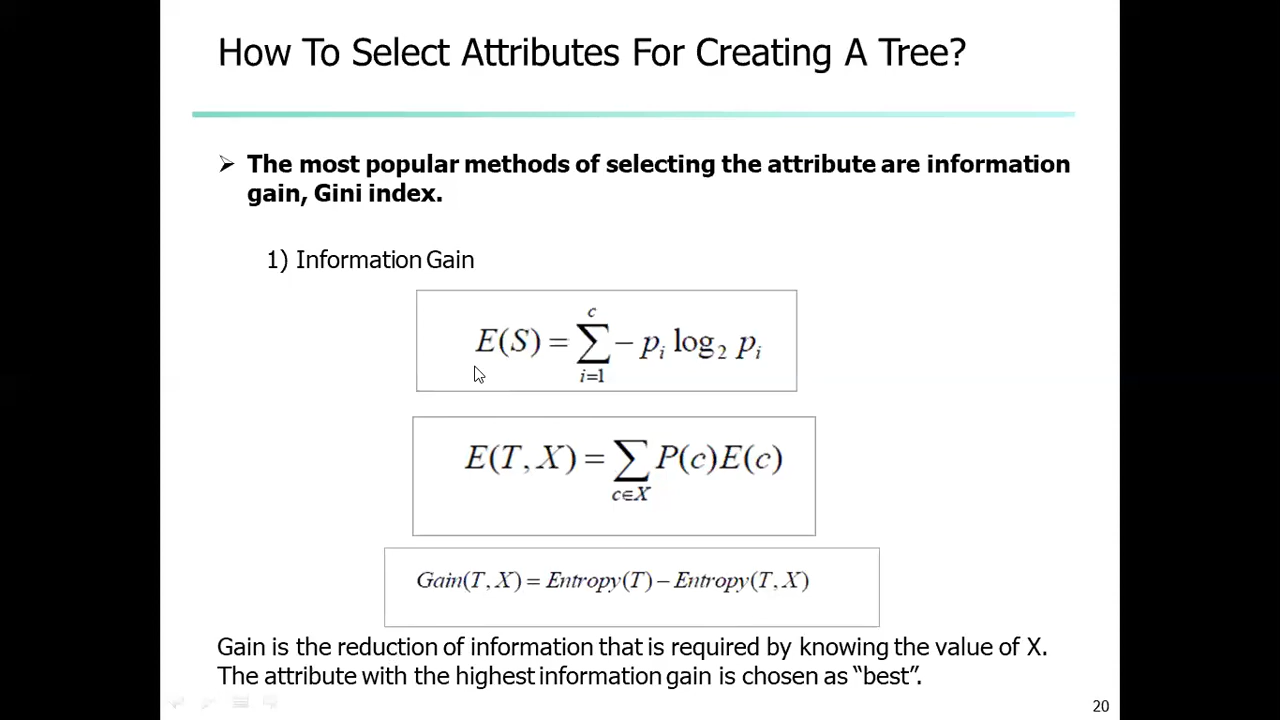 How To Select Attributes For Creating A Tree?
➢ The most popular methods of selecting the attribute are information
gain, Gini index.
1) Information Gain
E(S) = ∑_{i=1}^{c} − p_i log_2 p_i
E(T, X) = ∑_{c∈X} P(c)E(c)
Gain(T, X) = Entropy(T) − Entropy(T, X)
Gain is the reduction of information that is required by knowing the value of X.
The attribute with the highest information gain is chosen as “best”.
20